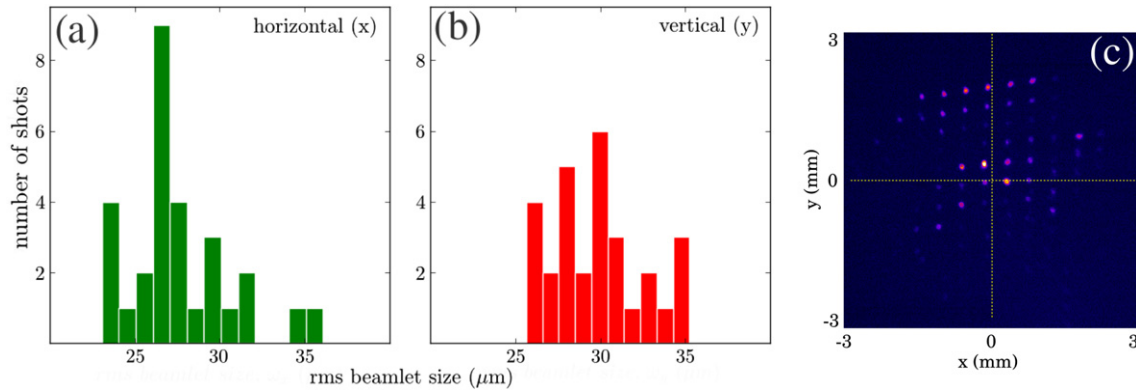 (a)
horizontal (x)
number of shots
8
6
4
2
25
30
35
(b)
vertical (y)
8
6
4
2
25
30
35
rms beamlet size (μm)
(c)
y (mm)
3
0
-3
-3
0
3
x (mm)